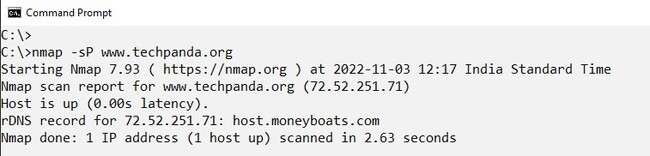 Command Prompt
C:\>
C:\>nmap -sP www.techpanda.org
Starting Nmap 7.93 ( https://nmap.org ) at 2022-11-03 12:17 India Standard Time
Nmap scan report for www.techpanda.org (72.52.251.71)
Host is up (0.00s latency).
rDNS record for 72.52.251.71: host.moneyboats.com
Nmap done: 1 IP address (1 host up) scanned in 2.63 seconds